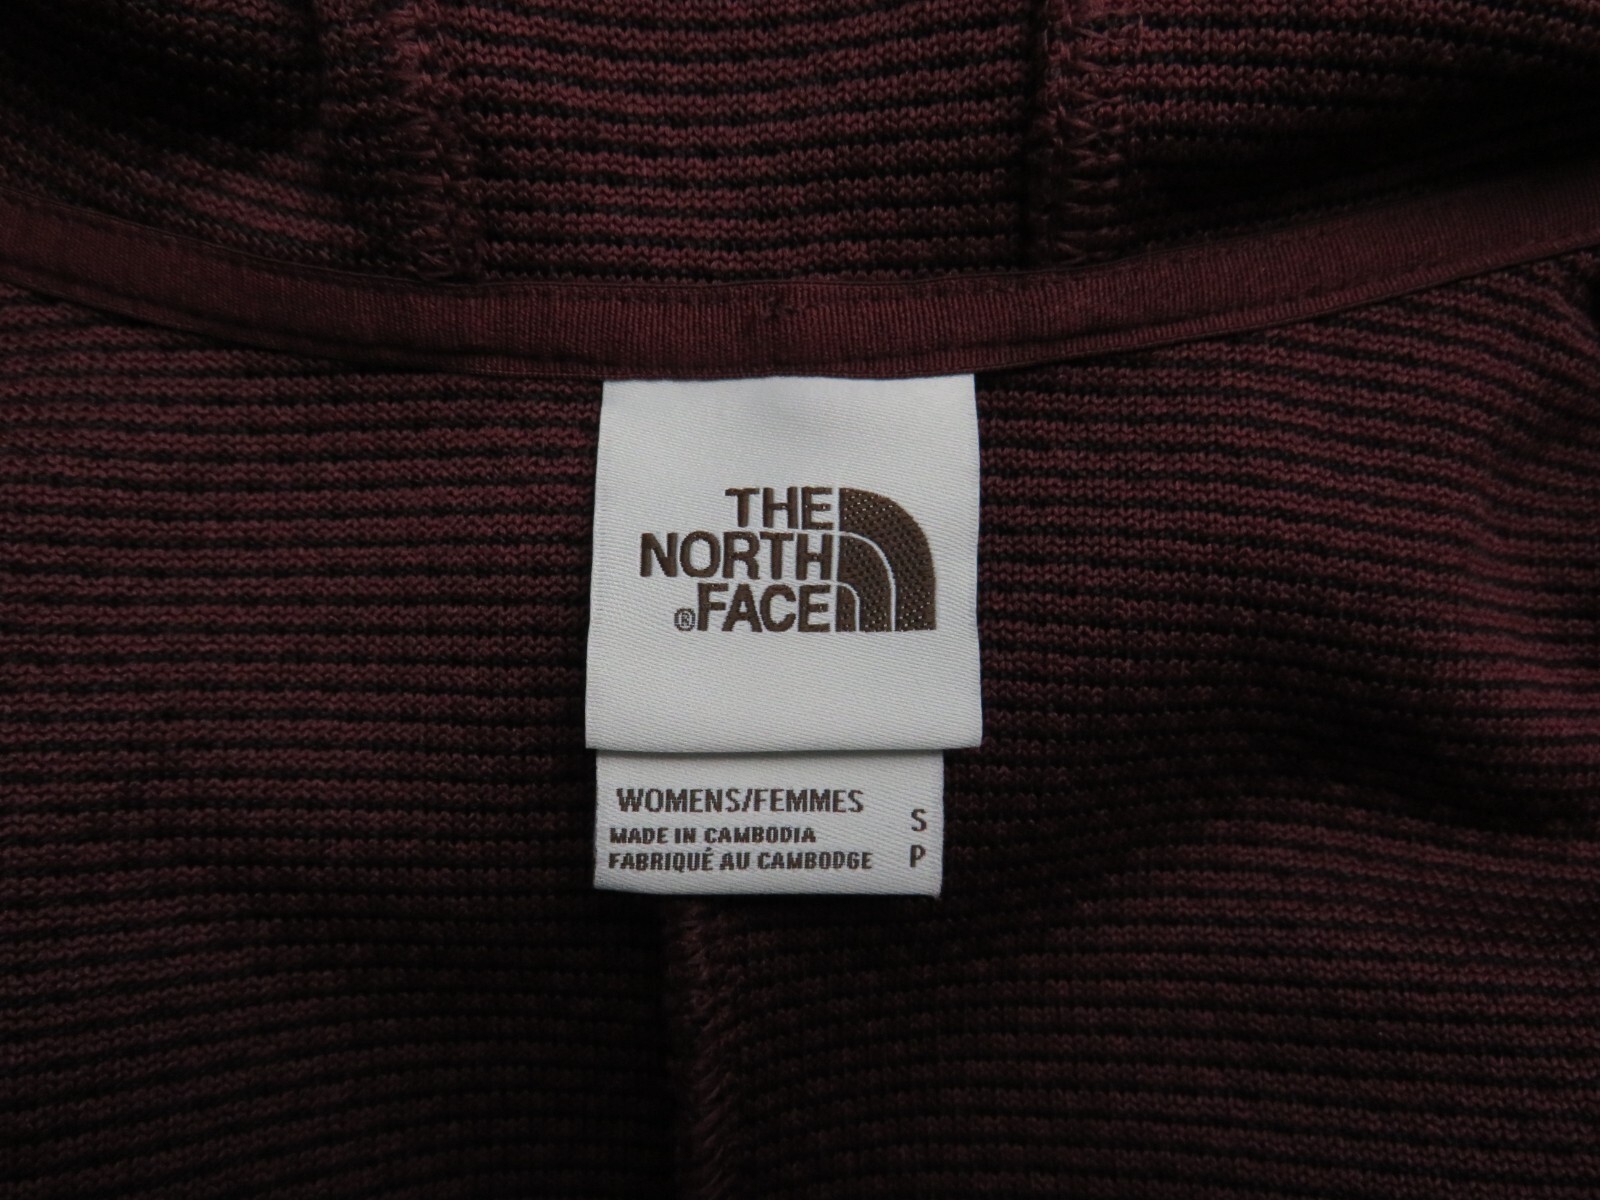 THE
NORTH
®FACE
WOMENS/FEMMES
MADE IN CAMBODIA
FABRIQUÉ AU CAMBODGE
S
P